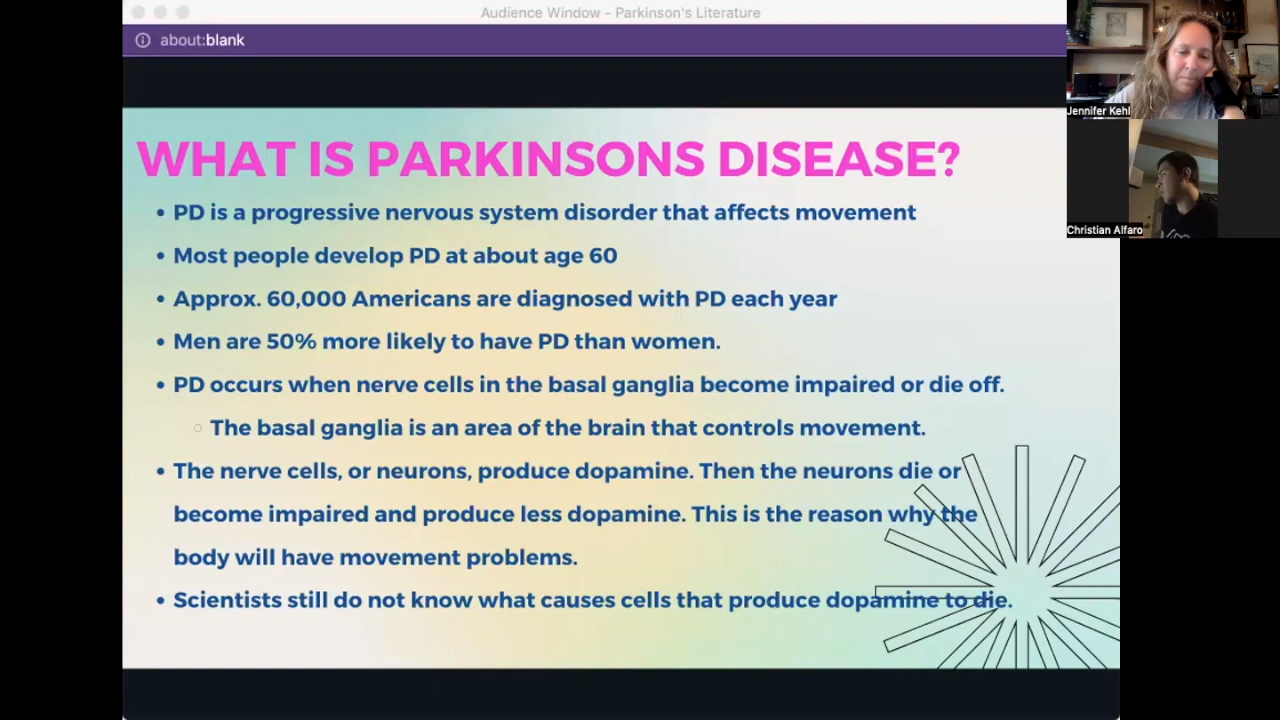 Audience Window - Parkinson's Literature
about:blank
Jennifer Kehl
Christian Alfaro
WHAT IS PARKINSONS DISEASE?
• PD is a progressive nervous system disorder that affects movement
• Most people develop PD at about age 60
• Approx. 60,000 Americans are diagnosed with PD each year
• Men are 50% more likely to have PD than women.
• PD occurs when nerve cells in the basal ganglia become impaired or die off.
○ The basal ganglia is an area of the brain that controls movement.
• The nerve cells, or neurons, produce dopamine. Then the neurons die or
become impaired and produce less dopamine. This is the reason why the
body will have movement problems.
• Scientists still do not know what causes cells that produce dopamine to die.